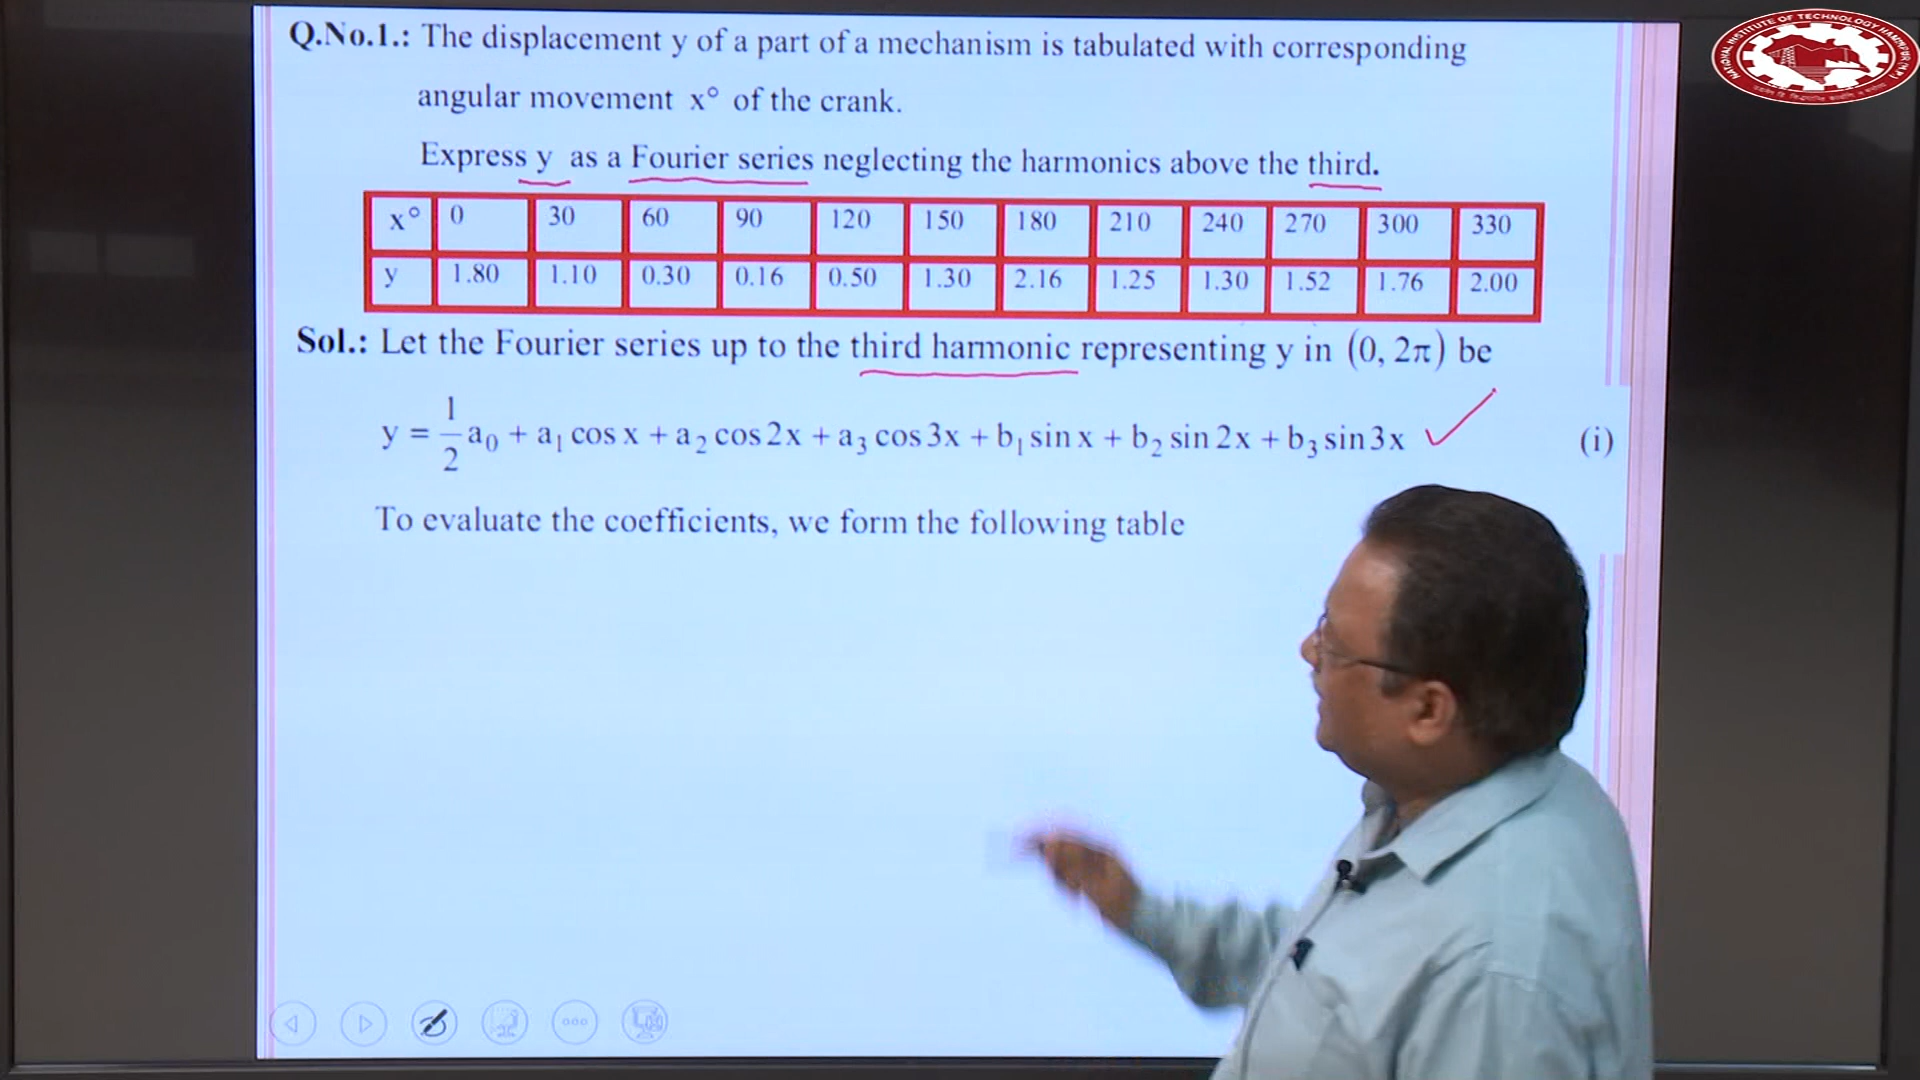 Q.No.1.: The displacement y of a part of a mechanism is tabulated with corresponding
angular movement x° of the crank.
Express y as a Fourier series neglecting the harmonics above the third.
x° 0 30 60 90 120 150 180 210 240 270 300 330
y 1.80 1.10 0.30 0.16 0.50 1.30 2.16 1.25 1.30 1.52 1.76 2.00
Sol.: Let the Fourier series up to the third harmonic representing y in (0, 2π) be
y = 1/2 a₀ + a₁ cos x + a₂ cos 2x + a₃ cos 3x + b₁ sin x + b₂ sin 2x + b₃ sin 3x (i)
To evaluate the coefficients, we form the following table
NATIONAL INSTITUTE OF TECHNOLOGY HAMIRPUR (H.P.)